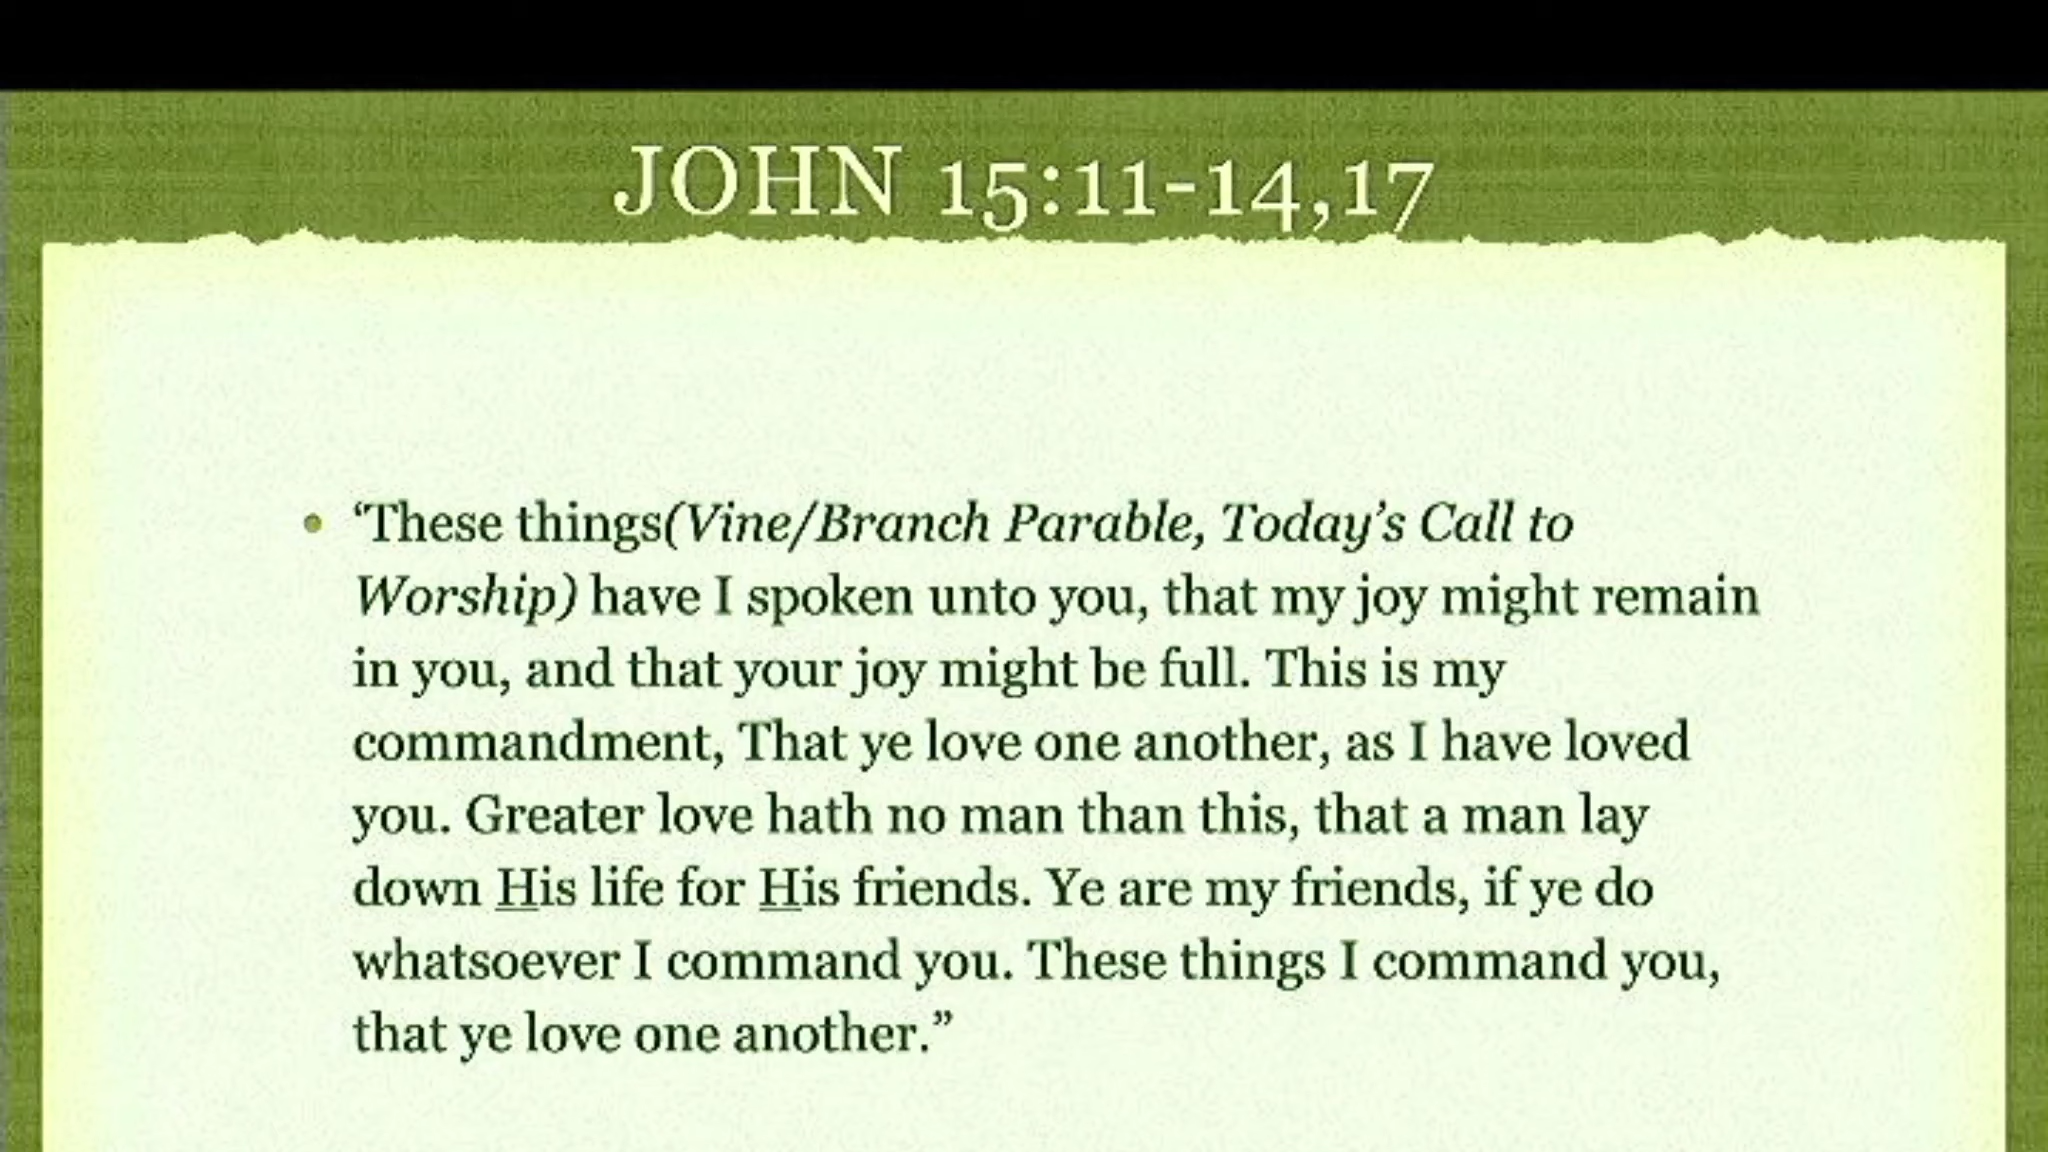 JOHN 15:11-14,17
• ‘These things(Vine/Branch Parable, Today’s Call to
Worship) have I spoken unto you, that my joy might remain
in you, and that your joy might be full. This is my
commandment, That ye love one another, as I have loved
you. Greater love hath no man than this, that a man lay
down His life for His friends. Ye are my friends, if ye do
whatsoever I command you. These things I command you,
that ye love one another.”